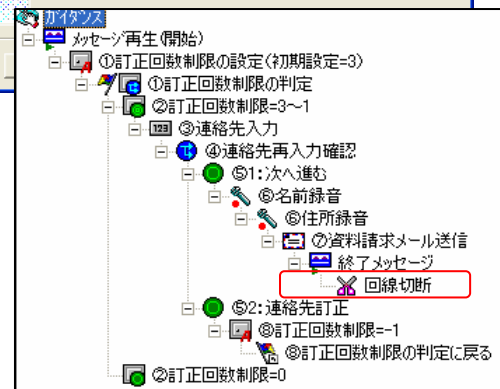 ガイダンス
メッセージ再生(開始)
①訂正回数制限の設定(初期設定=3)
①訂正回数制限の判定
②訂正回数制限=3～1
123 ③連絡先入力
④連絡先再入力確認
⑤1:次へ進む
⑥名前録音
⑥住所録音
⑦資料請求メール送信
終了メッセージ
回線切断
⑤2:連絡先訂正
⑧訂正回数制限=-1
⑧訂正回数制限の判定に戻る
②訂正回数制限=0